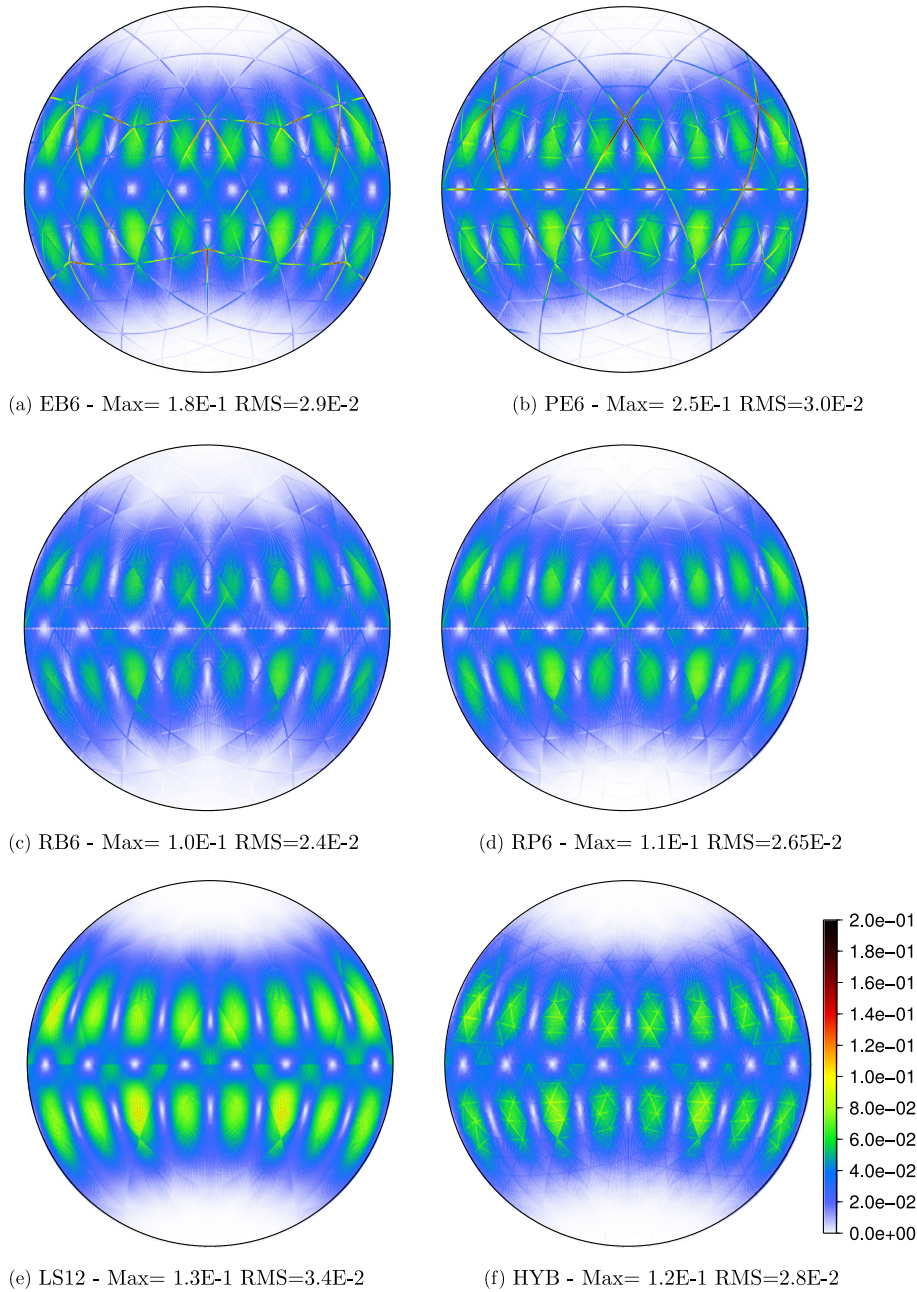 (a) EB6 - Max= 1.8E-1 RMS=2.9E-2
(b) PE6 - Max= 2.5E-1 RMS=3.0E-2
(c) RB6 - Max= 1.0E-1 RMS=2.4E-2
(d) RP6 - Max= 1.1E-1 RMS=2.65E-2
2.0e−01
1.8e−01
1.6e−01
1.4e−01
1.2e−01
1.0e−01
8.0e−02
6.0e−02
4.0e−02
2.0e−02
0.0e+00
(e) LS12 - Max= 1.3E-1 RMS=3.4E-2
(f) HYB - Max= 1.2E-1 RMS=2.8E-2